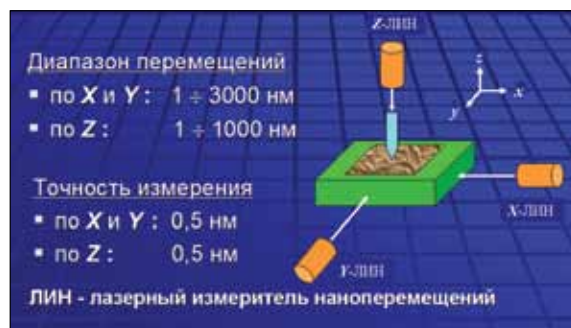 Z-ЛИН
Диапазон перемещений
▪ по X и Y : 1 ÷ 3000 нм
▪ по Z : 1 ÷ 1000 нм
z
x
y
Точность измерения
▪ по X и Y : 0,5 нм
▪ по Z : 0,5 нм
X-ЛИН
Y-ЛИН
ЛИН - лазерный измеритель наноперемещений